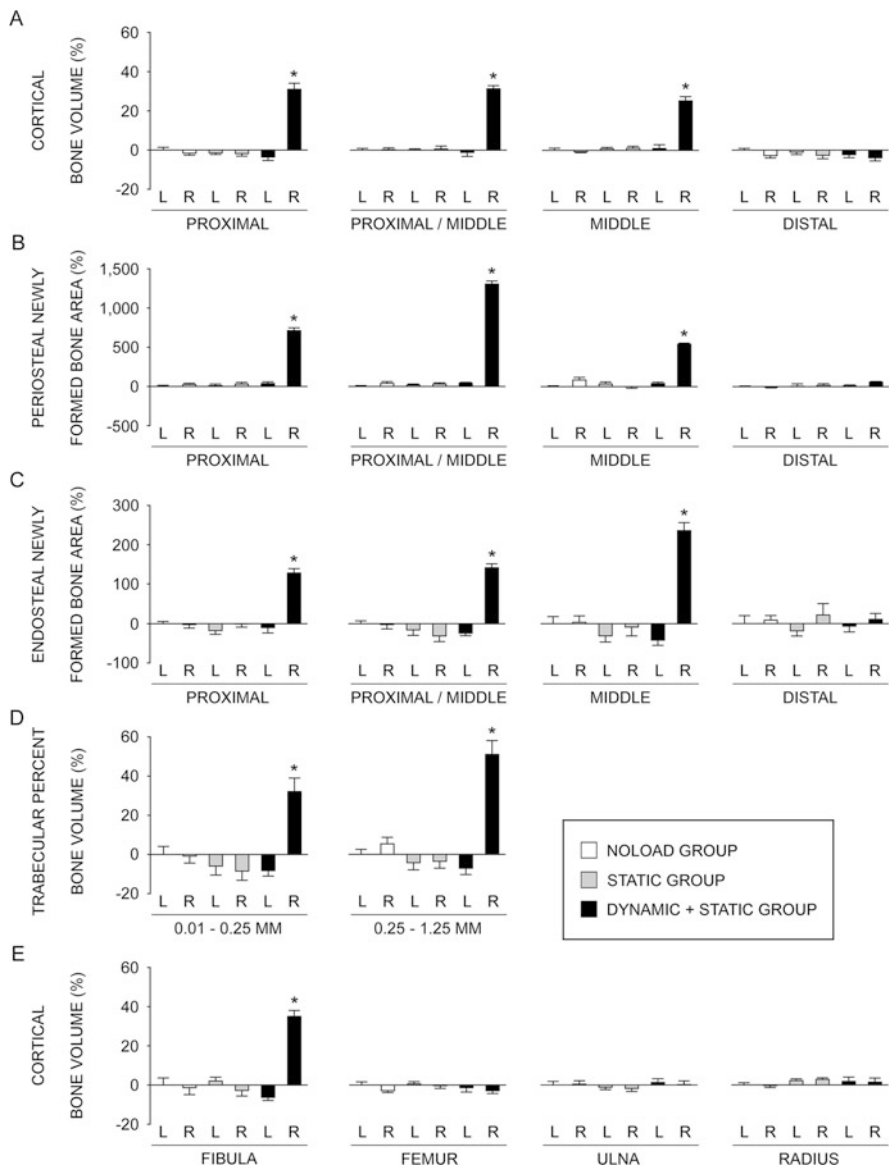 A
CORTICAL
BONE VOLUME (%)
60
40
20
0
-20
* * *
L R L R L R L R L R L R L R L R L R L R L R L R
PROXIMAL PROXIMAL / MIDDLE MIDDLE DISTAL
B
PERIOSTEAL NEWLY
FORMED BONE AREA (%)
1,500
1,000
500
0
-500
* * *
L R L R L R L R L R L R L R L R L R L R L R L R
PROXIMAL PROXIMAL / MIDDLE MIDDLE DISTAL
C
ENDOSTEAL NEWLY
FORMED BONE AREA (%)
300
200
100
0
-100
* * *
L R L R L R L R L R L R L R L R L R L R L R L R
PROXIMAL PROXIMAL / MIDDLE MIDDLE DISTAL
D
TRABECULAR PERCENT
BONE VOLUME (%)
60
40
20
0
-20
* *
L R L R L R L R L R L R
0.01 - 0.25 MM 0.25 - 1.25 MM
NOLOAD GROUP
STATIC GROUP
DYNAMIC + STATIC GROUP
E
CORTICAL
BONE VOLUME (%)
60
40
20
0
-20
*
L R L R L R L R L R L R L R L R L R L R L R L R
FIBULA FEMUR ULNA RADIUS